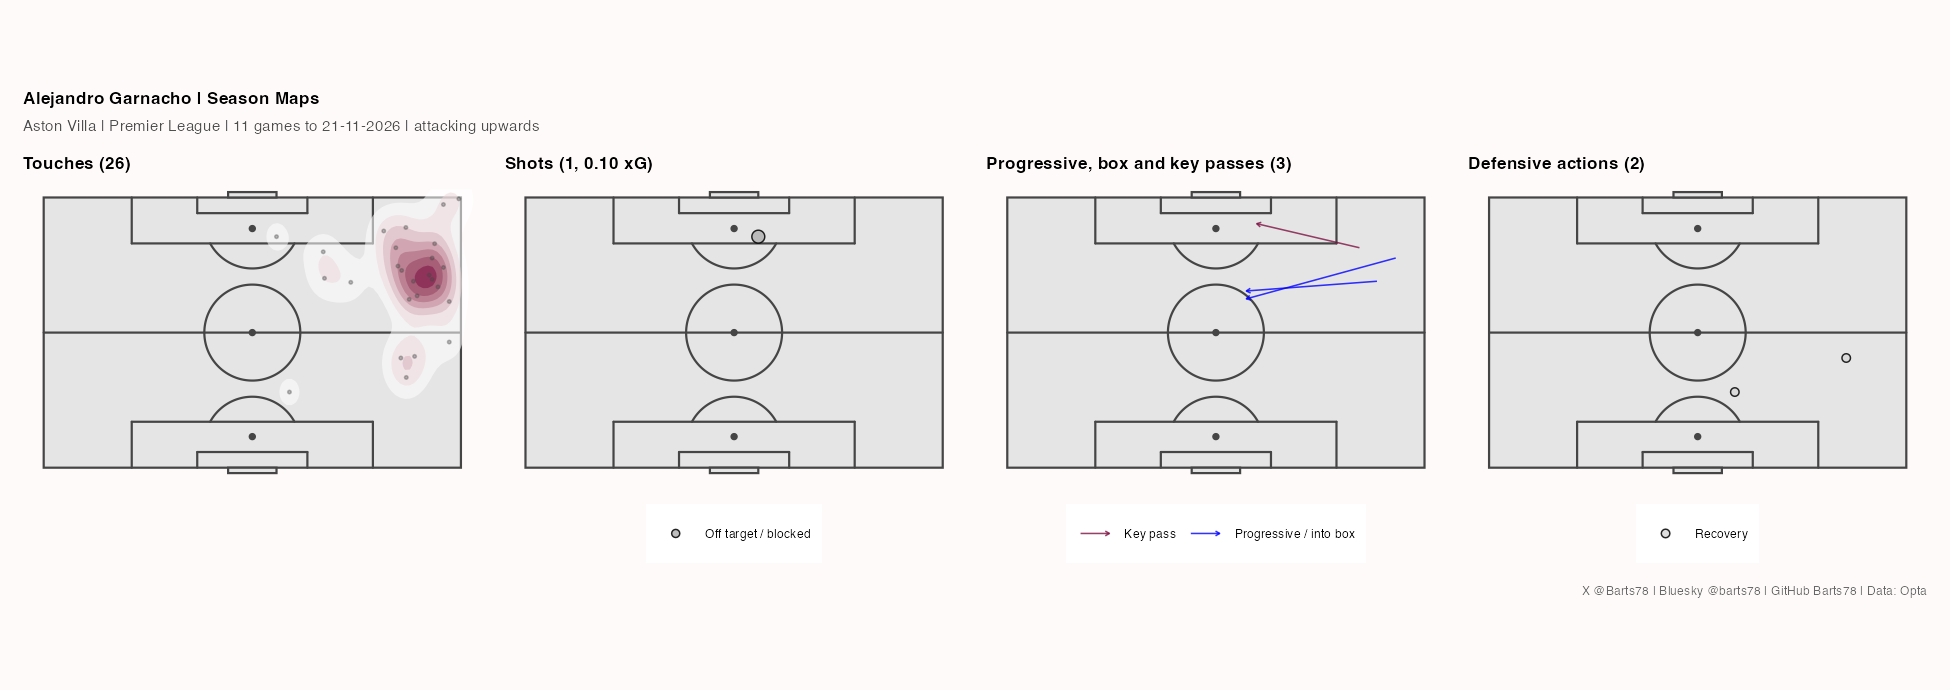 Alejandro Garnacho | Season Maps
Aston Villa | Premier League | 11 games to 21-11-2026 | attacking upwards
Touches (26)
Shots (1, 0.10 xG)
Progressive, box and key passes (3)
Defensive actions (2)
Off target / blocked
Key pass
Progressive / into box
Recovery
X @Barts78 | Bluesky @barts78 | GitHub Barts78 | Data: Opta